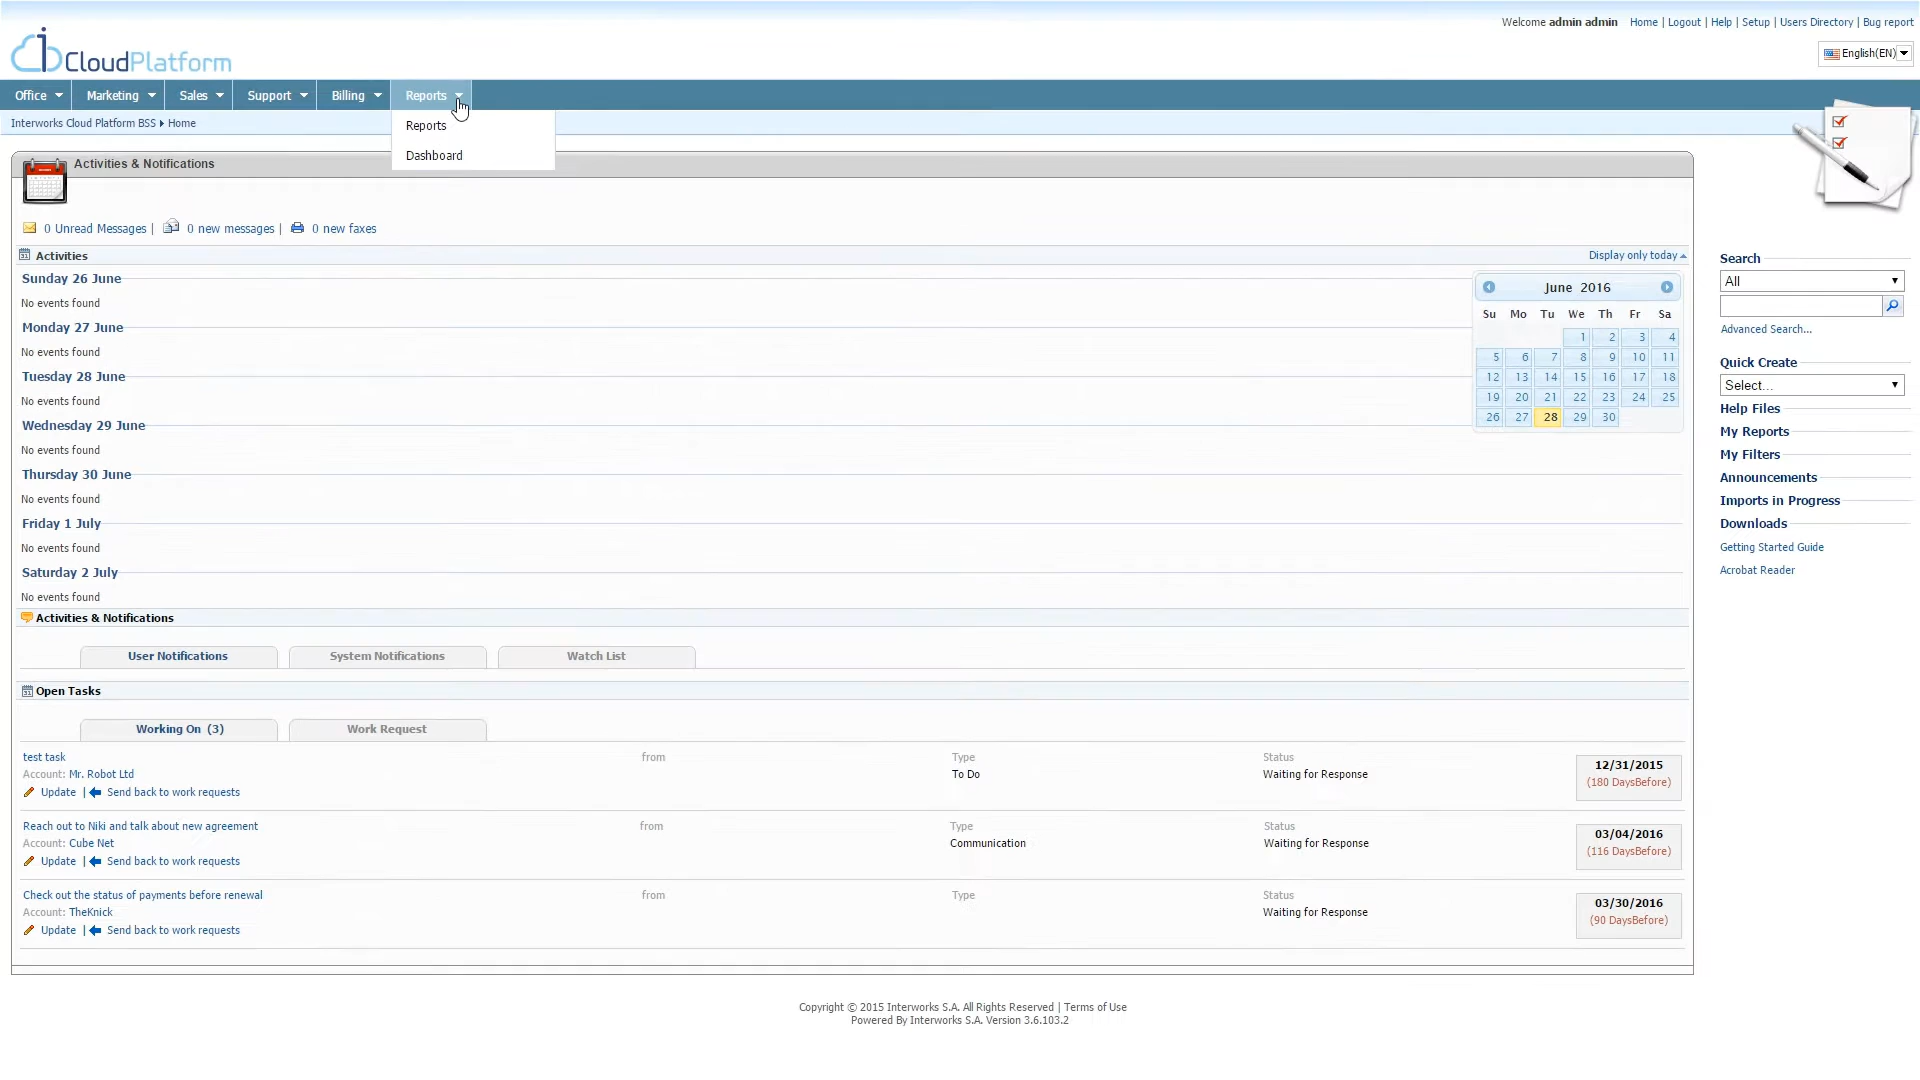 Welcome admin admin Home | Logout | Help | Setup | Users Directory | Bug report
iCloudPlatform
English(EN)
Office Marketing Sales Support Billing Reports
Interworks Cloud Platform BSS Home
Reports
Dashboard
Activities & Notifications
0 Unread Messages | 0 new messages | 0 new faxes
Activities
Display only today
Sunday 26 June
No events found
Monday 27 June
No events found
Tuesday 28 June
No events found
Wednesday 29 June
No events found
Thursday 30 June
No events found
Friday 1 July
No events found
Saturday 2 July
No events found
June 2016
Su Mo Tu We Th Fr Sa
1 2 3 4
5 6 7 8 9 10 11
12 13 14 15 16 17 18
19 20 21 22 23 24 25
26 27 28 29 30
Activities & Notifications
User Notifications System Notifications Watch List
Open Tasks
Working On (3) Work Request
test task from Type Status 12/31/2015
Account: Mr. Robot Ltd To Do Waiting for Response (180 DaysBefore)
Update | Send back to work requests
Reach out to Niki and talk about new agreement from Type Status 03/04/2016
Account: Cube Net Communication Waiting for Response (116 DaysBefore)
Update | Send back to work requests
Check out the status of payments before renewal from Type Status 03/30/2016
Account: TheKnick Waiting for Response (90 DaysBefore)
Update | Send back to work requests
Search
All
Advanced Search...
Quick Create
Select...
Help Files
My Reports
My Filters
Announcements
Imports in Progress
Downloads
Getting Started Guide
Acrobat Reader
Copyright © 2015 Interworks S.A. All Rights Reserved | Terms of Use
Powered By Interworks S.A. Version 3.6.103.2